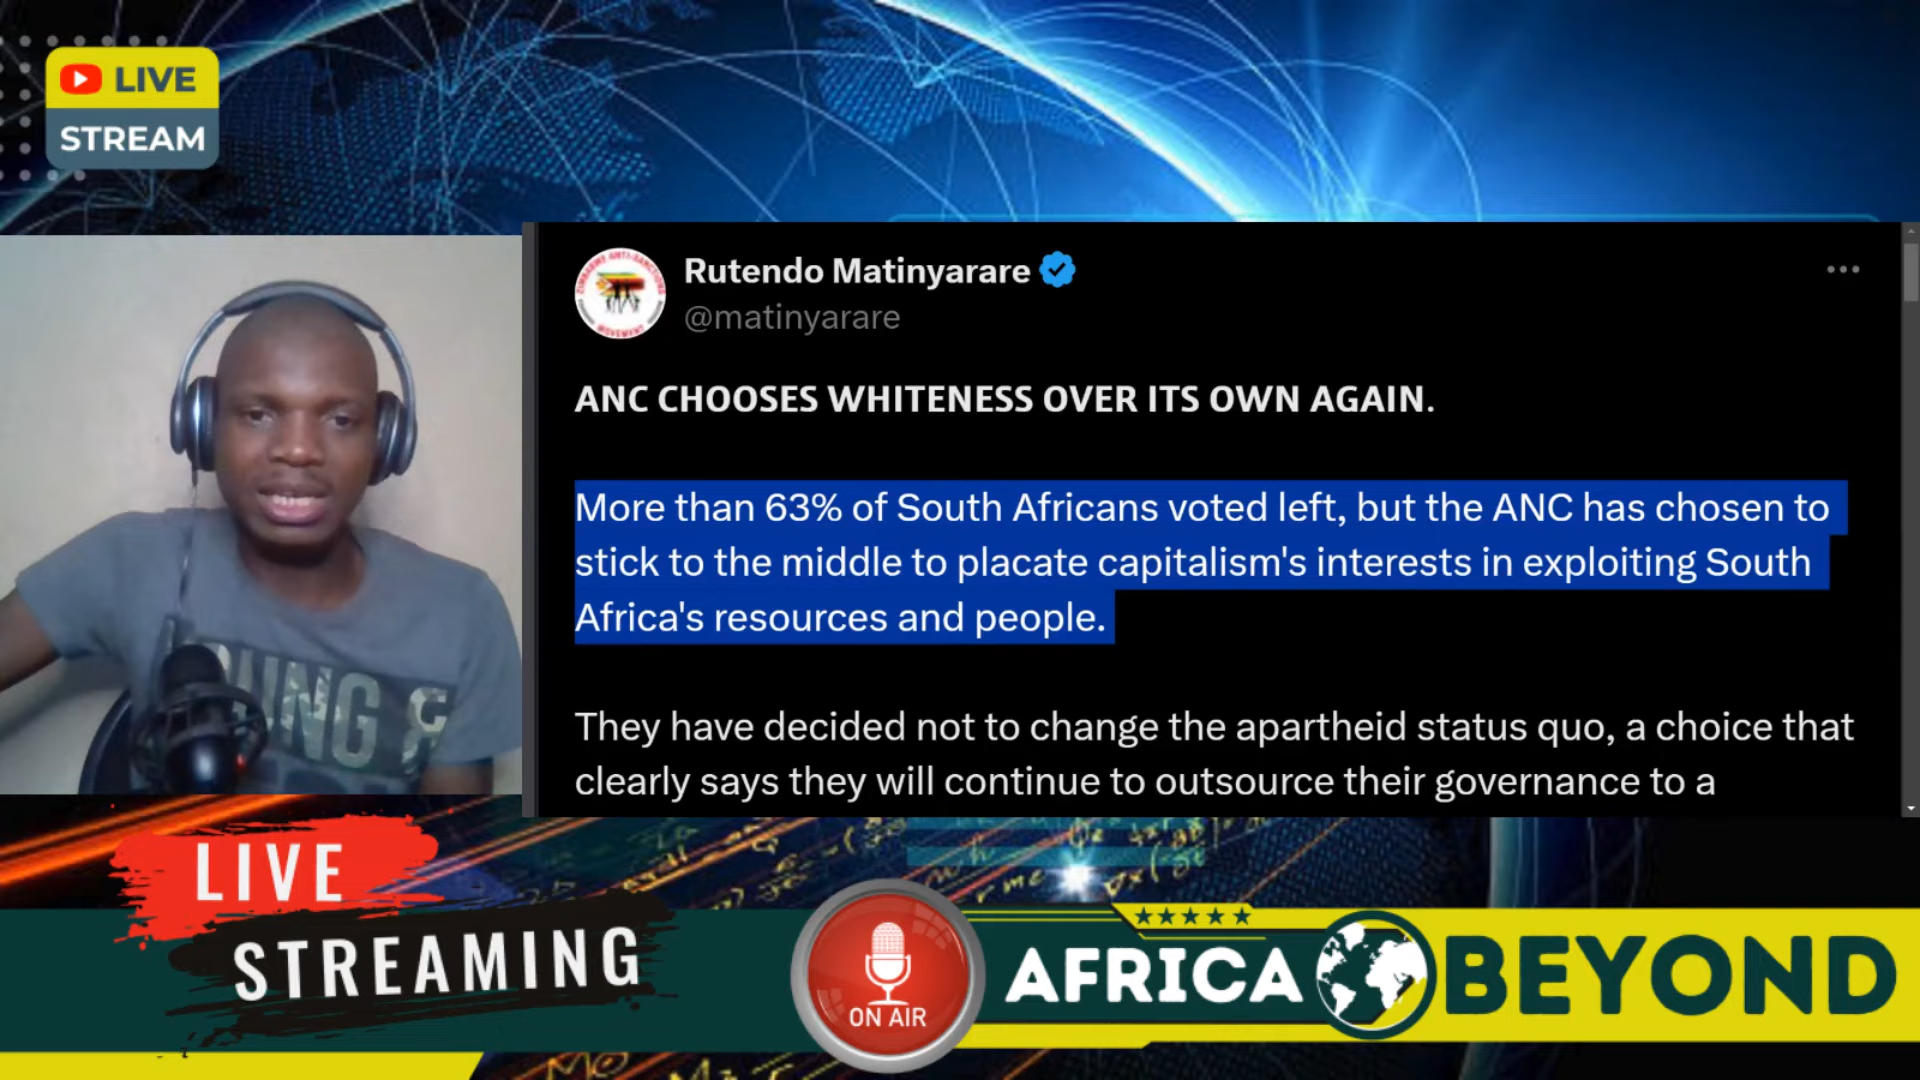 LIVE
STREAM
Rutendo Matinyarare
@matinyarare
ANC CHOOSES WHITENESS OVER ITS OWN AGAIN.
More than 63% of South Africans voted left, but the ANC has chosen to
stick to the middle to placate capitalism's interests in exploiting South
Africa's resources and people.
They have decided not to change the apartheid status quo, a choice that
clearly says they will continue to outsource their governance to a
LIVE
STREAMING
ON AIR
AFRICA BEYOND